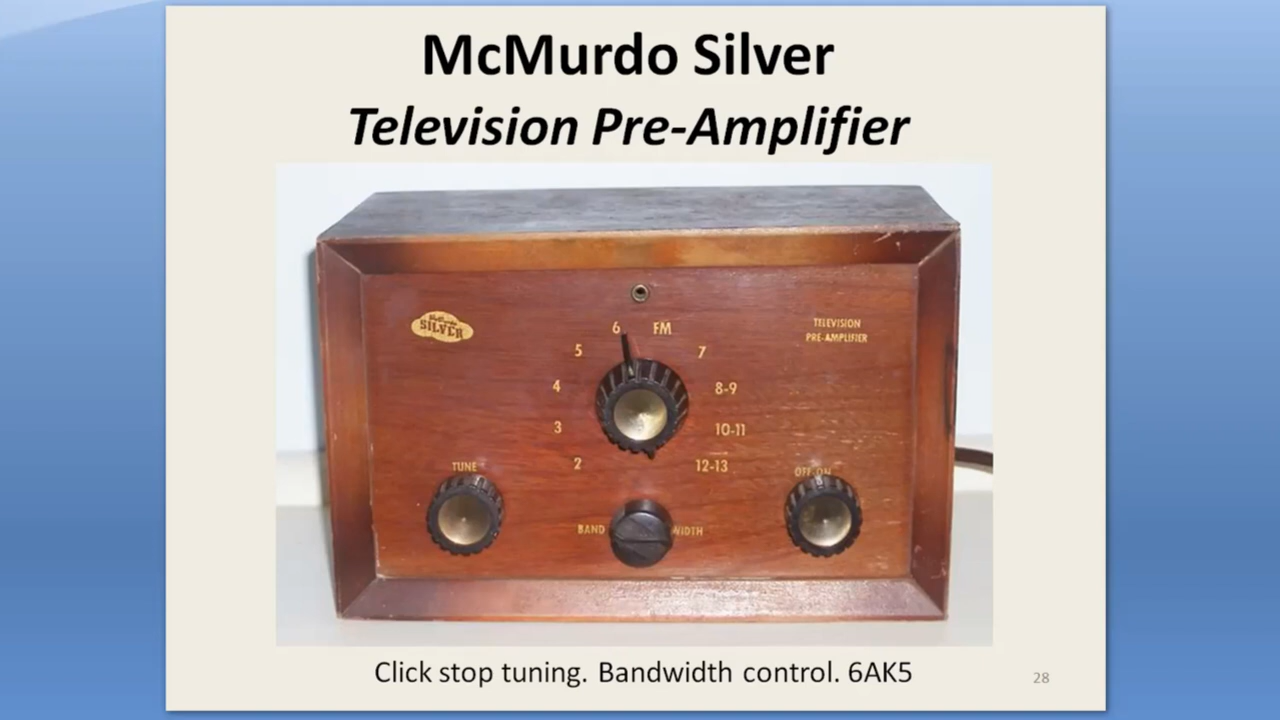 McMurdo Silver
Television Pre-Amplifier
SILVER
TELEVISION
PRE-AMPLIFIER
6 FM
5 7
4 8-9
3 10-11
2 12-13
TUNE
OFF ON
BAND WIDTH
Click stop tuning. Bandwidth control. 6AK5
28